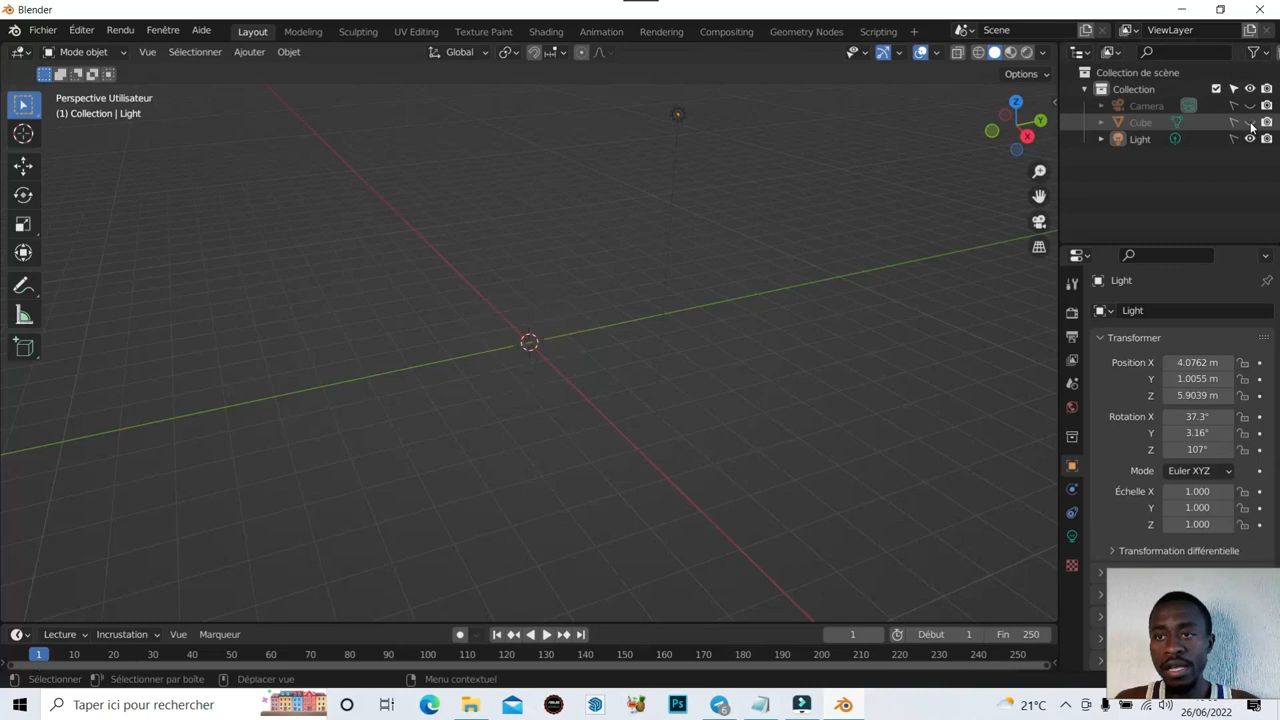 Blender
Fichier Éditer Rendu Fenêtre Aide Layout Modeling Sculpting UV Editing Texture Paint Shading Animation Rendering Compositing Geometry Nodes Scripting Scene ViewLayer
Mode objet Vue Sélectionner Ajouter Objet Global
Options
Perspective Utilisateur
(1) Collection | Light
Z
Y
X
Collection de scène
Collection
Camera
Cube
Light
Light
Light
Transformer
Position X 4.0762 m
Y 1.0055 m
Z 5.9039 m
Rotation X 37.3°
Y 3.16°
Z 107°
Mode Euler XYZ
Échelle X 1.000
Y 1.000
Z 1.000
Transformation différentielle
Lecture Incrustation Vue Marqueur 1 Début 1 Fin 250
1 10 20 30 40 50 60 70 80 90 100 110 120 130 140 150 160 170 180 190 200 210 220 230 240 250
Sélectionner Sélectionner par boîte Déplacer vue Menu contextuel
Taper ici pour rechercher Ps 6 21°C 26/06/2022